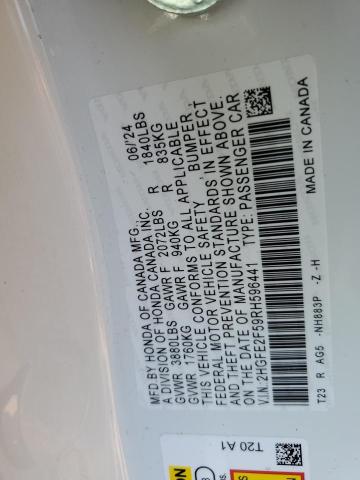 MFD. BY HONDA OF CANADA MFG. 06/'24
A DIVISION OF HONDA CANADA INC.
GVWR 3880LBS GAWR F 2072LBS R 1840LBS
GVWR 1760KG GAWR F 940KG R 835KG
THIS VEHICLE CONFORMS TO ALL APPLICABLE
FEDERAL MOTOR VEHICLE SAFETY BUMPER,
THEFT PREVENTION STANDARDS IN EFFECT
ON THE DATE OF MANUFACTURE SHOWN ABOVE.
V.I.N. 2HGFE2F59RH596441 TYPE: PASSENGER CAR
T23 R AG5 -NH883P -Z -H MADE IN CANADA
T20 A1